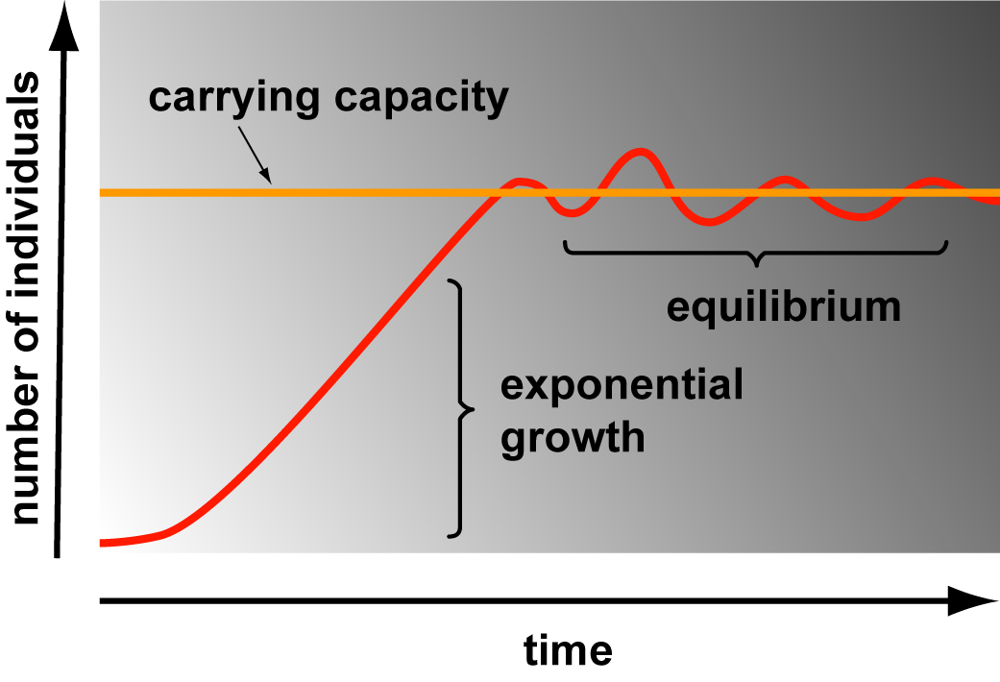 number of individuals
carrying capacity
equilibrium
exponential
growth
time